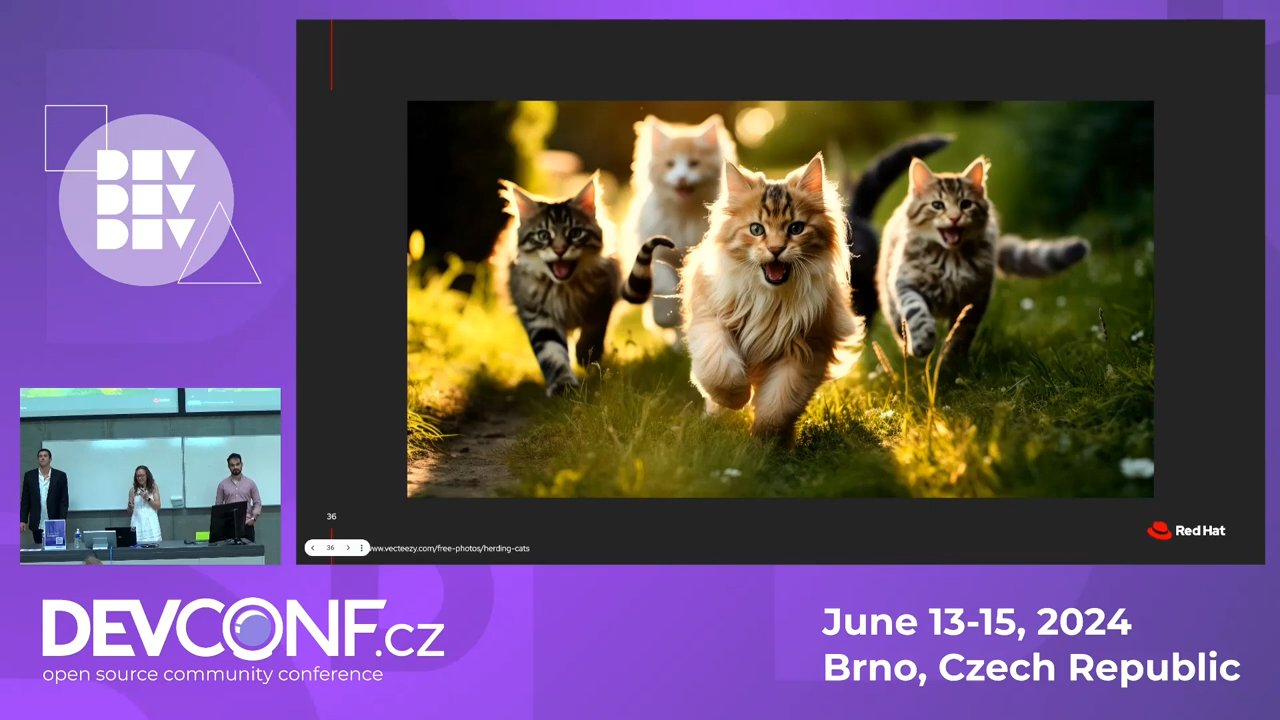 DEV
DEV
DEV
36
36
www.vecteezy.com/free-photos/herding-cats
Red Hat
DEVCONF.cz
open source community conference
June 13-15, 2024
Brno, Czech Republic